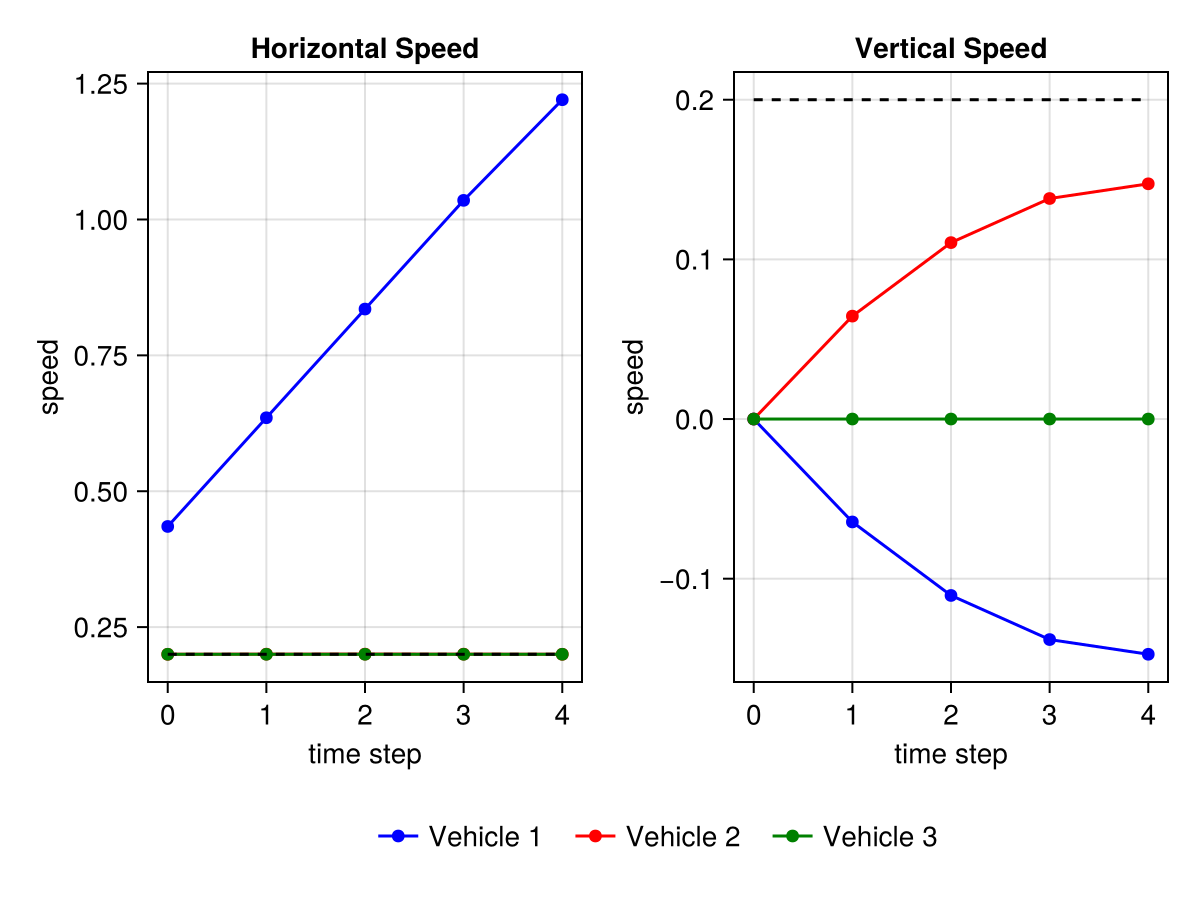 Horizontal Speed
1.25
1.00
0.75
0.50
0.25
speed
0 1 2 3 4
time step
Vertical Speed
0.2
0.1
0.0
−0.1
speed
0 1 2 3 4
time step
Vehicle 1 Vehicle 2 Vehicle 3